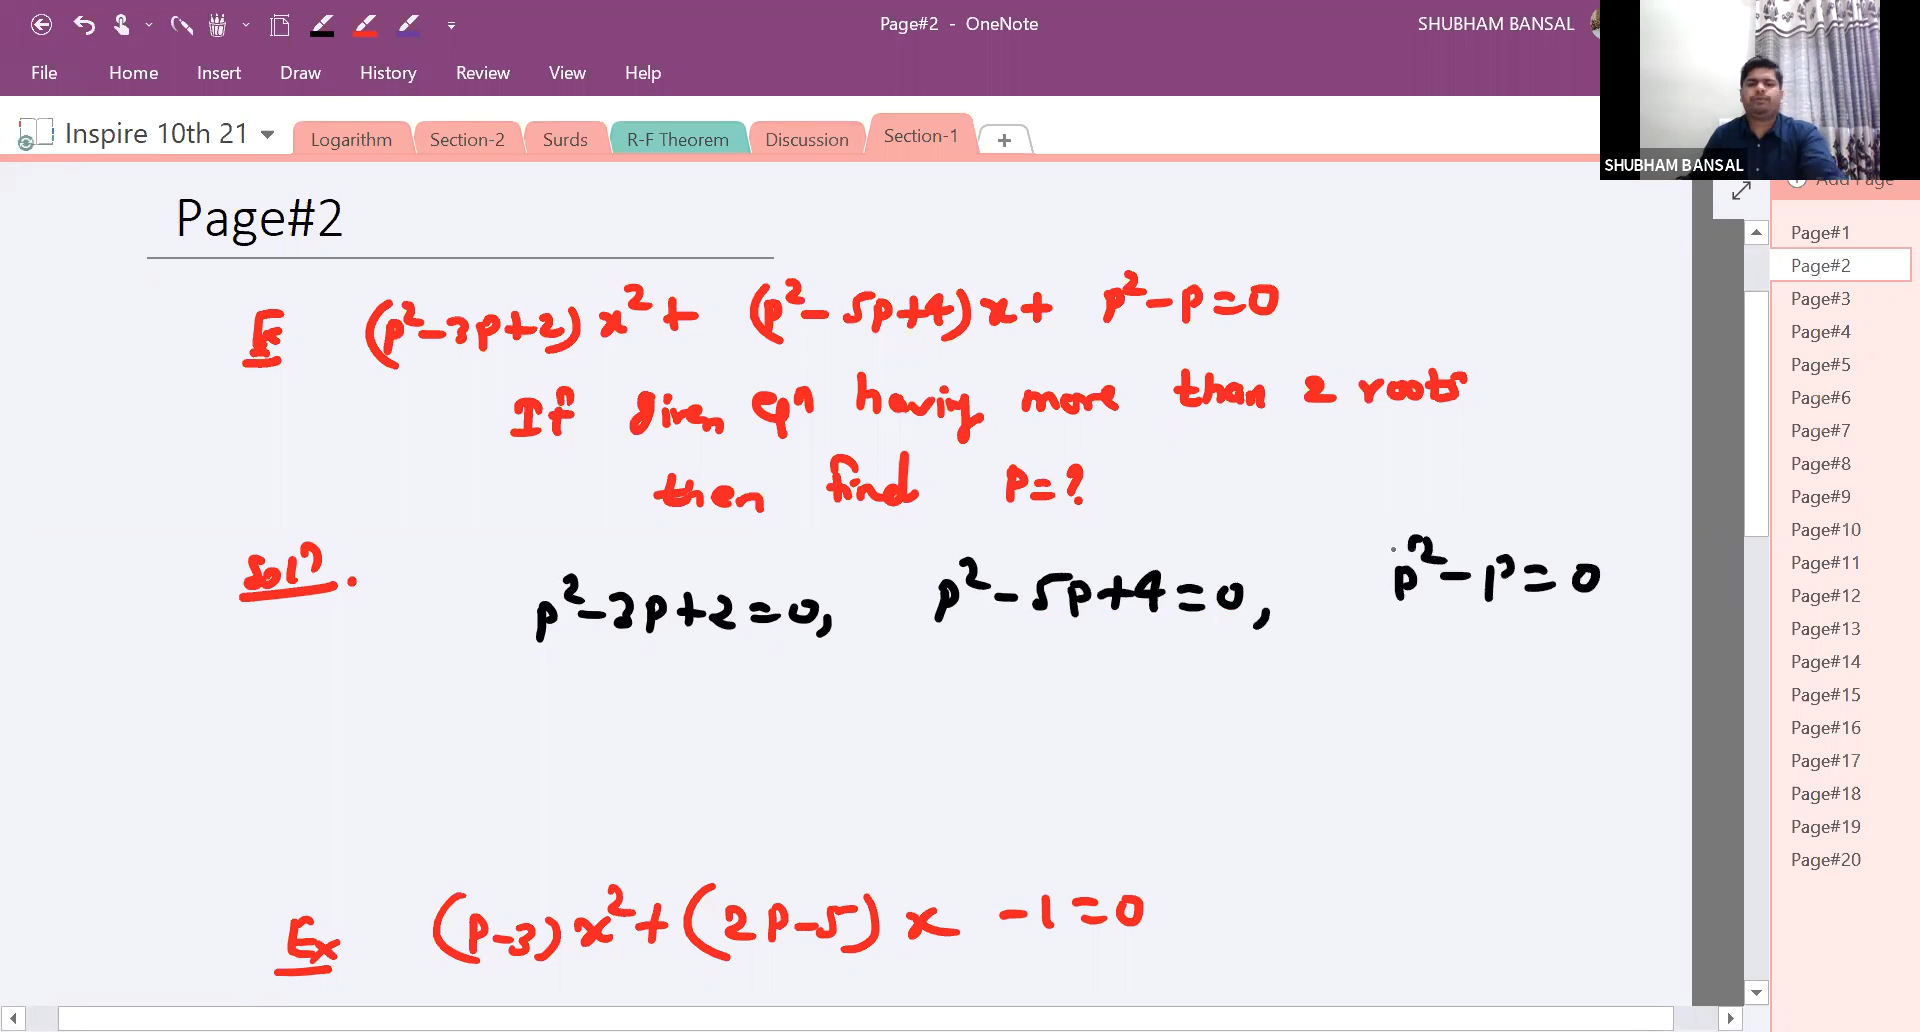 Page#2 - OneNote
SHUBHAM BANSAL
File Home Insert Draw History Review View Help
SHUBHAM BANSAL
Inspire 10th 21 Logarithm Section-2 Surds R-F Theorem Discussion Section-1 +
Add Page
Page#2
Ex (p²-3p+2)x²+ (p²-5p+4)x+ p²-p=0
If given eqn having more than 2 roots
then find P=?
Soln.
p²-3p+2=0, p²-5p+4=0, p²-p=0
Ex (p-3)x²+(2p-5)x -1=0
Page#1
Page#2
Page#3
Page#4
Page#5
Page#6
Page#7
Page#8
Page#9
Page#10
Page#11
Page#12
Page#13
Page#14
Page#15
Page#16
Page#17
Page#18
Page#19
Page#20